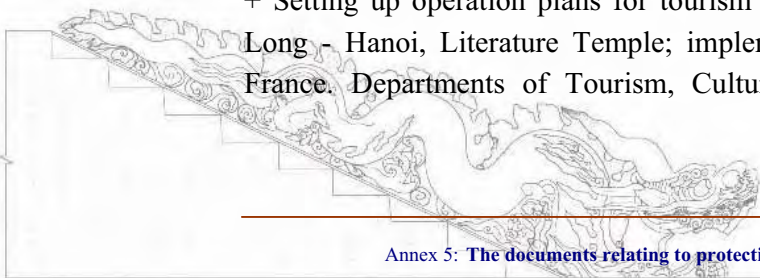 + Setting up operation plans for tourism
Long - Hanoi, Literature Temple; implem
France. Departments of Tourism, Cultu
Annex 5: The documents relating to protecti